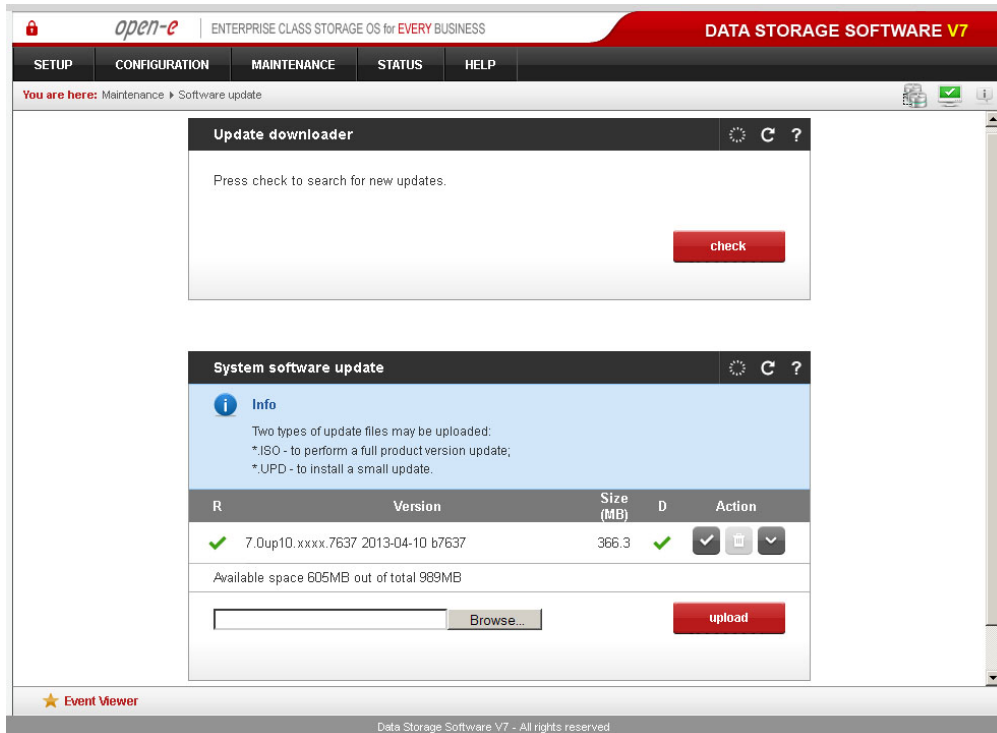 open-e ENTERPRISE CLASS STORAGE OS for EVERY BUSINESS DATA STORAGE SOFTWARE V7
SETUP CONFIGURATION MAINTENANCE STATUS HELP
You are here: Maintenance Software update
Update downloader ?
Press check to search for new updates.
check
System software update ?
Info
Two types of update files may be uploaded:
*.ISO - to perform a full product version update;
*.UPD - to install a small update.
R Version Size (MB) D Action
7.0up10.xxxx.7637 2013-04-10 b7637 366.3
Available space 605MB out of total 989MB
Browse... upload
Event Viewer
Data Storage Software V7 - All rights reserved